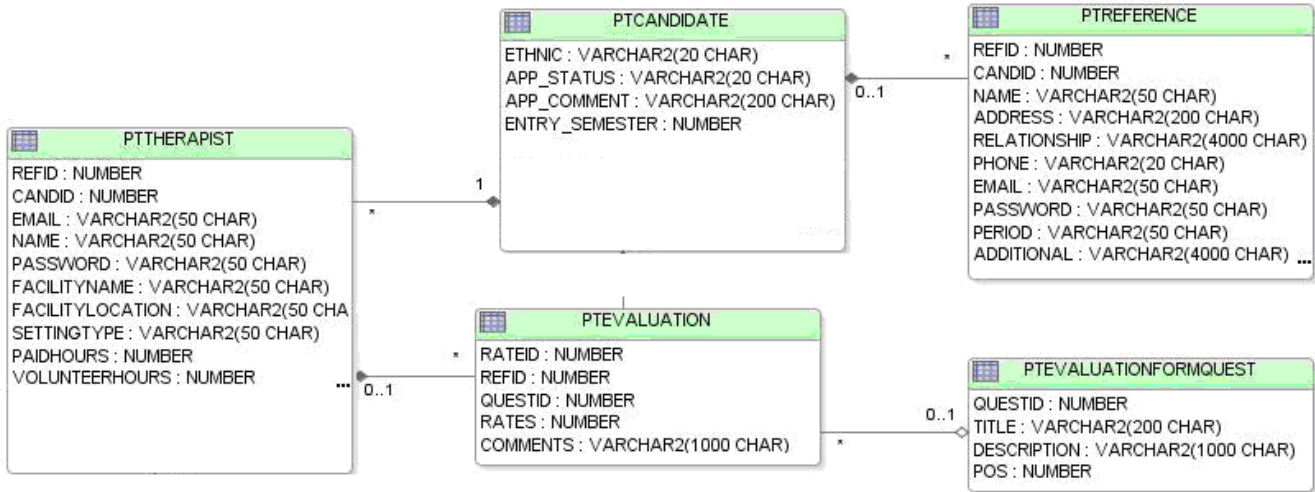 PTCANDIDATE
ETHNIC : VARCHAR2(20 CHAR)
APP_STATUS : VARCHAR2(20 CHAR)
APP_COMMENT : VARCHAR2(200 CHAR)
ENTRY_SEMESTER : NUMBER
PTREFERENCE
REFID : NUMBER
CANDID : NUMBER
NAME : VARCHAR2(50 CHAR)
ADDRESS : VARCHAR2(200 CHAR)
RELATIONSHIP : VARCHAR2(4000 CHAR)
PHONE : VARCHAR2(20 CHAR)
EMAIL : VARCHAR2(50 CHAR)
PASSWORD : VARCHAR2(50 CHAR)
PERIOD : VARCHAR2(50 CHAR)
ADDITIONAL : VARCHAR2(4000 CHAR) ...
*
0..1
PTTHERAPIST
REFID : NUMBER
CANDID : NUMBER
EMAIL : VARCHAR2(50 CHAR)
NAME : VARCHAR2(50 CHAR)
PASSWORD : VARCHAR2(50 CHAR)
FACILITYNAME : VARCHAR2(50 CHAR)
FACILITYLOCATION : VARCHAR2(50 CHA
SETTINGTYPE : VARCHAR2(50 CHAR)
PAIDHOURS : NUMBER
VOLUNTEERHOURS : NUMBER ...
1
*
*
0..1
PTEVALUATION
RATEID : NUMBER
REFID : NUMBER
QUESTID : NUMBER
RATES : NUMBER
COMMENTS : VARCHAR2(1000 CHAR)
0..1
*
PTEVALUATIONFORMQUEST
QUESTID : NUMBER
TITLE : VARCHAR2(200 CHAR)
DESCRIPTION : VARCHAR2(1000 CHAR)
POS : NUMBER